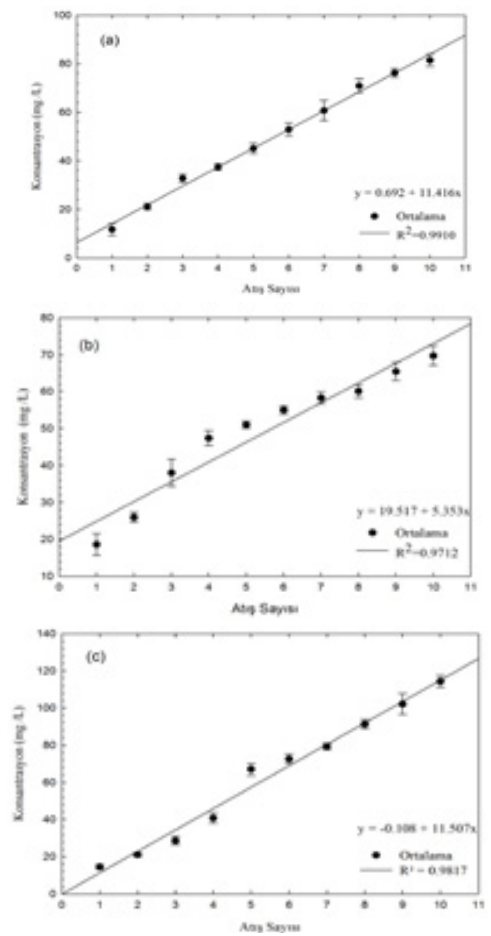 (a)
Konsantrasyon (mg /L)
100
80
60
40
20
0
y = 0.692 + 11.416x
Ortalama
R²=0.9910
0 1 2 3 4 5 6 7 8 9 10 11
Atış Sayısı
(b)
Konsantrasyon (mg /L)
80
70
60
50
40
30
20
10
y = 19.517 + 5.353x
Ortalama
R²=0.9712
0 1 2 3 4 5 6 7 8 9 10 11
Atış Sayısı
(c)
Konsantrasyon (mg /L)
140
120
100
80
60
40
20
0
y = -0.108 + 11.507x
Ortalama
R² = 0.9817
0 1 2 3 4 5 6 7 8 9 10 11
Atış Sayısı